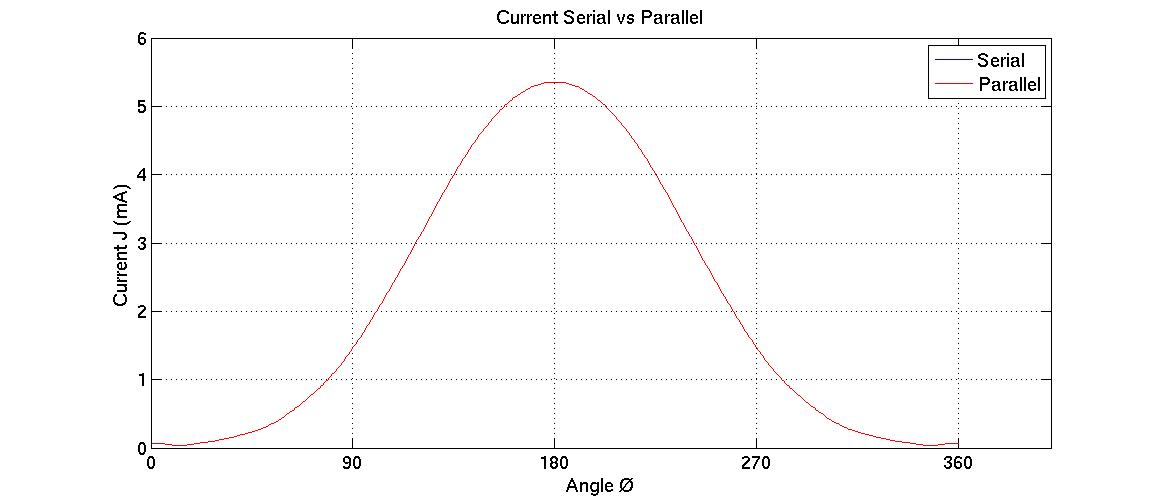 Current Serial vs Parallel
6
5
4
3
2
1
0
Current J (mA)
Serial
Parallel
0 90 180 270 360
Angle Ø